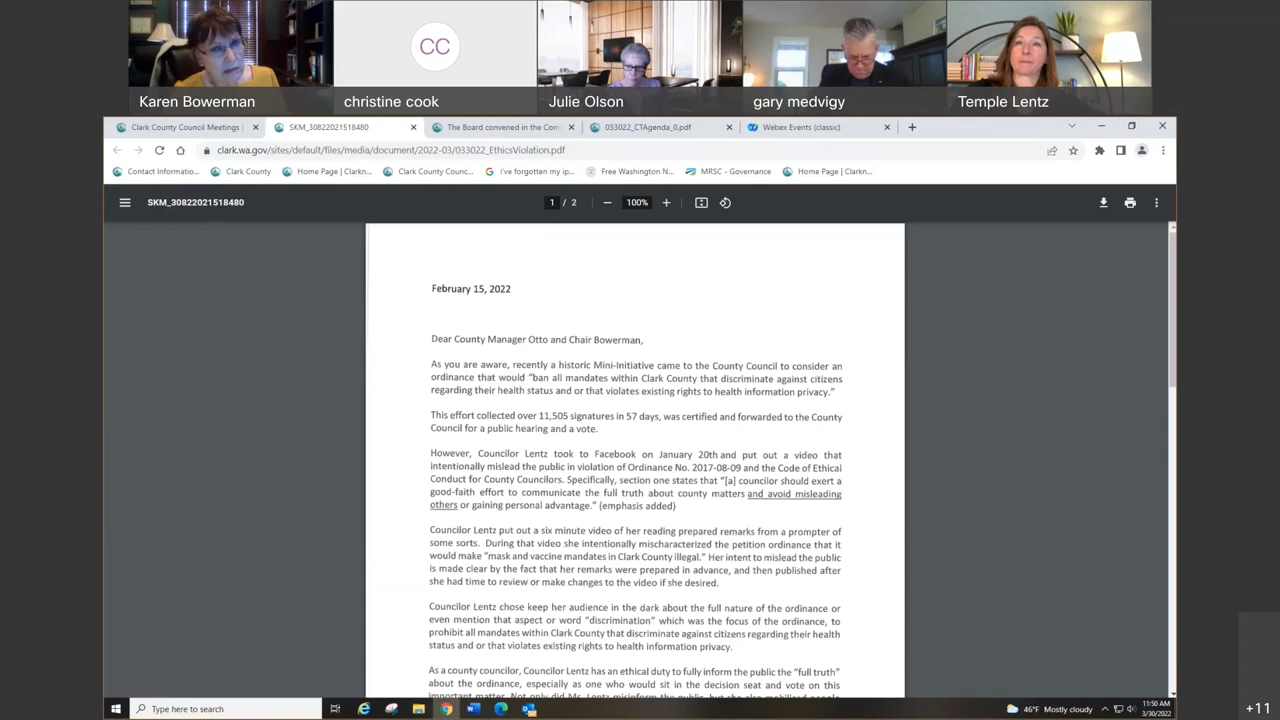 CC
Karen Bowerman
christine cook
Julie Olson
gary medvigy
Temple Lentz
Clark County Council Meetings |
SKM_30822021518480
The Board convened in the Com
033022_CTAgenda_0.pdf
Webex Events (classic)
clark.wa.gov/sites/default/files/media/document/2022-03/033022_EthicsViolation.pdf
Contact Informatio...
Clark County
Home Page | Clarkn...
Clark County Counc...
i've forgotten my ip...
Free Washington N...
MRSC - Governance
Home Page | Clarkn...
SKM_30822021518480
1 / 2
100%
February 15, 2022
Dear County Manager Otto and Chair Bowerman,
As you are aware, recently a historic Mini-Initiative came to the County Council to consider an
ordinance that would "ban all mandates within Clark County that discriminate against citizens
regarding their health status and or that violates existing rights to health information privacy."
This effort collected over 11,505 signatures in 57 days, was certified and forwarded to the County
Council for a public hearing and a vote.
However, Councilor Lentz took to Facebook on January 20th and put out a video that
intentionally mislead the public in violation of Ordinance No. 2017-08-09 and the Code of Ethical
Conduct for County Councilors. Specifically, section one states that "[a] councilor should exert a
good-faith effort to communicate the full truth about county matters and avoid misleading
others or gaining personal advantage." (emphasis added)
Councilor Lentz put out a six minute video of her reading prepared remarks from a prompter of
some sorts. During that video she intentionally mischaracterized the petition ordinance that it
would make "mask and vaccine mandates in Clark County illegal." Her intent to mislead the public
is made clear by the fact that her remarks were prepared in advance, and then published after
she had time to review or make changes to the video if she desired.
Councilor Lentz chose keep her audience in the dark about the full nature of the ordinance or
even mention that aspect or word "discrimination" which was the focus of the ordinance, to
prohibit all mandates within Clark County that discriminate against citizens regarding their health
status and or that violates existing rights to health information privacy.
As a county councilor, Councilor Lentz has an ethical duty to fully inform the public the "full truth"
about the ordinance, especially as one who would sit in the decision seat and vote on this
important matter. Not only did Ms. Lentz misinform the public, but she also mobilized people
Type here to search
46°F Mostly cloudy
11:50 AM
3/30/2022
+11